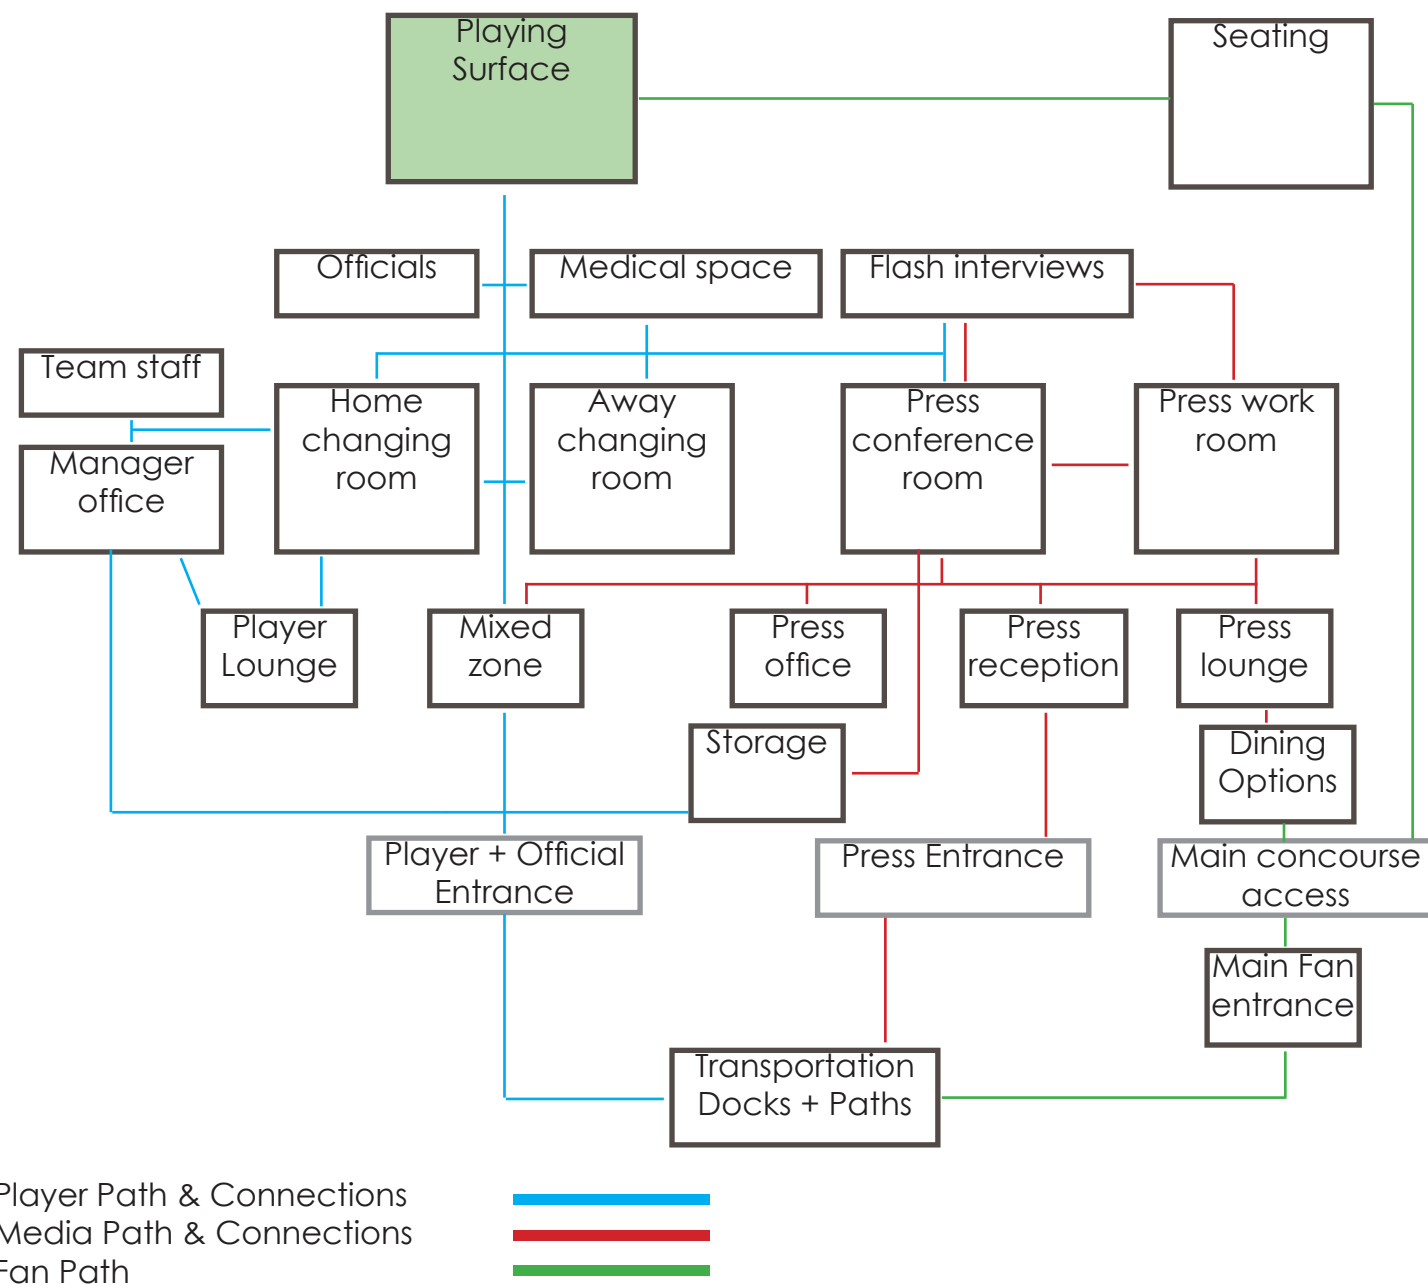 Playing
Surface
Seating
Officials
Medical space
Flash interviews
Team staff
Home
changing
room
Away
changing
room
Press
conference
room
Press work
room
Manager
office
Player
Lounge
Mixed
zone
Press
office
Press
reception
Press
lounge
Storage
Dining
Options
Player + Official
Entrance
Press Entrance
Main concourse
access
Main Fan
entrance
Transportation
Docks + Paths
Player Path & Connections
Media Path & Connections
Fan Path